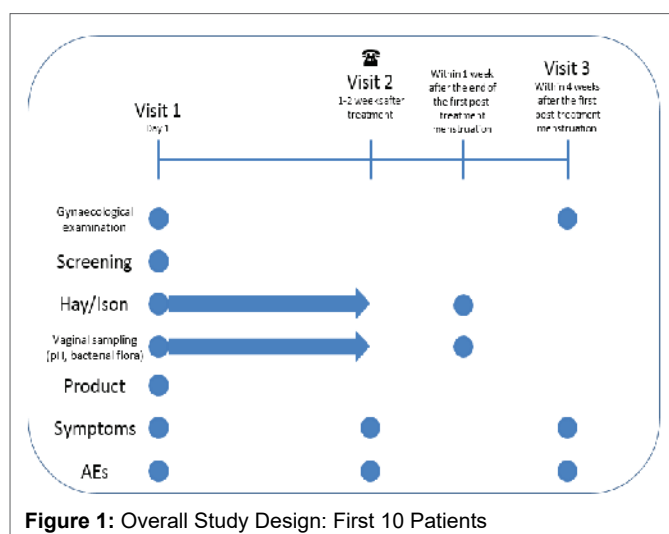 ☎
Visit 1
Day 1
Visit 2
1-2 weeks after
treatment
Within 1 week
after the end of
the first post
treatment
menstruation
Visit 3
Within 4 weeks
after the first
post treatment
menstruation
Gynaecological
examination
Screening
Hay/Ison
Vaginal sampling
(pH, bacterial flora)
Product
Symptoms
AEs
Figure 1: Overall Study Design: First 10 Patients